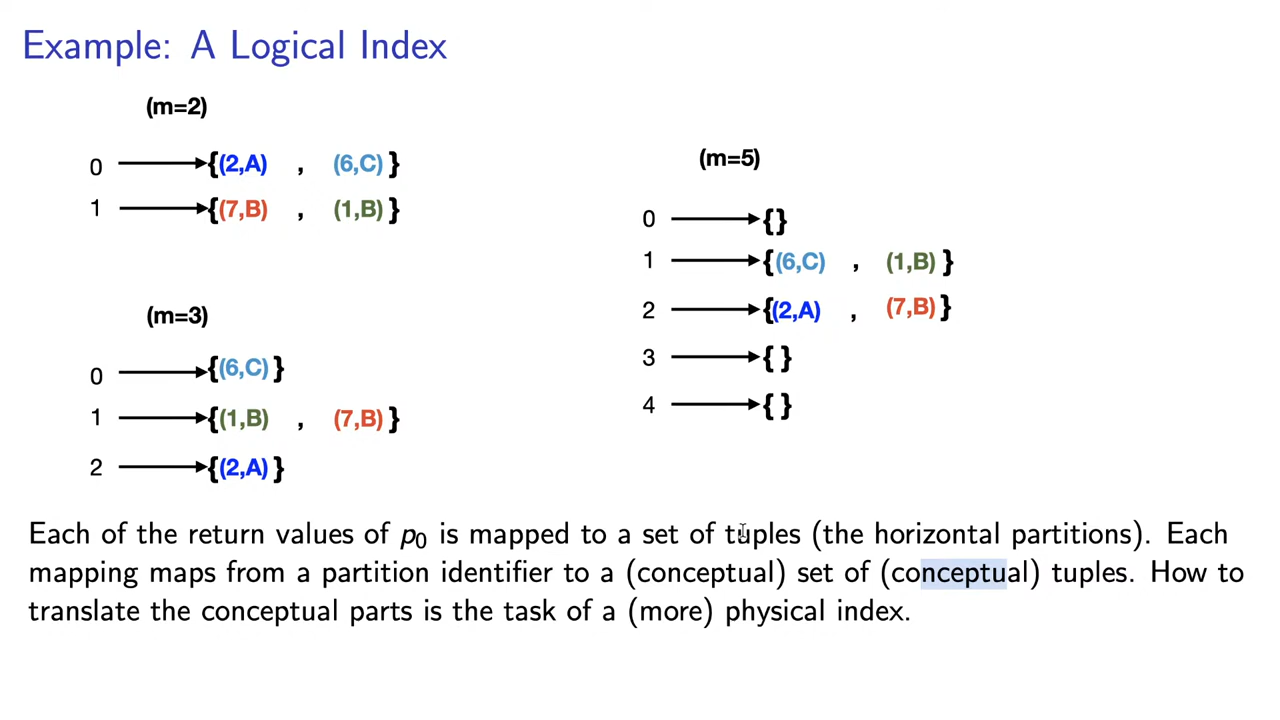 Example: A Logical Index
(m=2)
0 {(2,A) , (6,C) }
1 {(7,B) , (1,B) }
(m=3)
0 {(6,C) }
1 {(1,B) , (7,B) }
2 {(2,A) }
(m=5)
0 {}
1 {(6,C) , (1,B) }
2 {(2,A) , (7,B) }
3 { }
4 { }
Each of the return values of p₀ is mapped to a set of tuples (the horizontal partitions). Each
mapping maps from a partition identifier to a (conceptual) set of (conceptual) tuples. How to
translate the conceptual parts is the task of a (more) physical index.